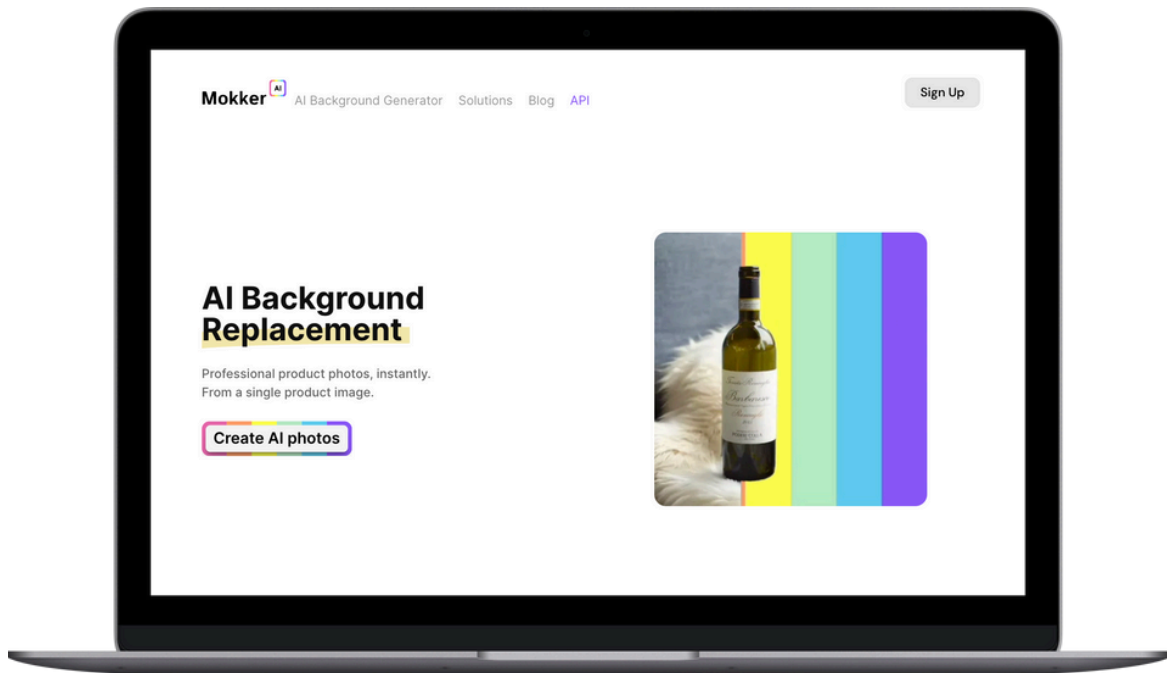 Mokker AI
AI Background Generator
Solutions
Blog
API
Sign Up
AI Background
Replacement
Professional product photos, instantly.
From a single product image.
Create AI photos